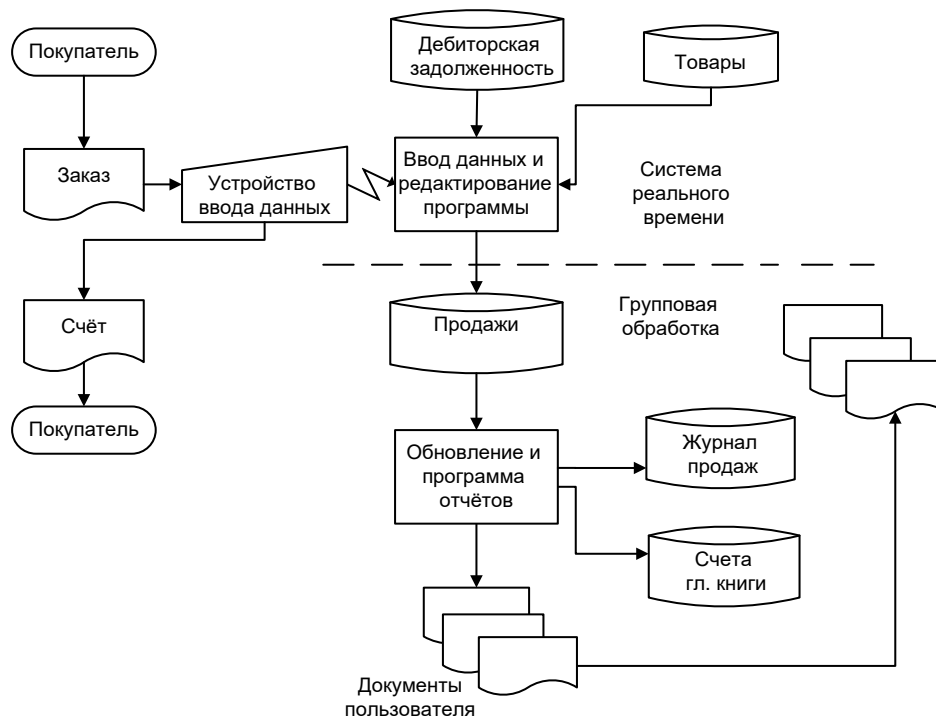 Покупатель
Дебиторская
задолженность
Товары
Заказ
Устройство
ввода данных
Ввод данных и
редактирование
программы
Система
реального
времени
Счёт
Продажи
Групповая
обработка
Покупатель
Обновление и
программа
отчётов
Журнал
продаж
Счета
гл. книги
Документы
пользователя